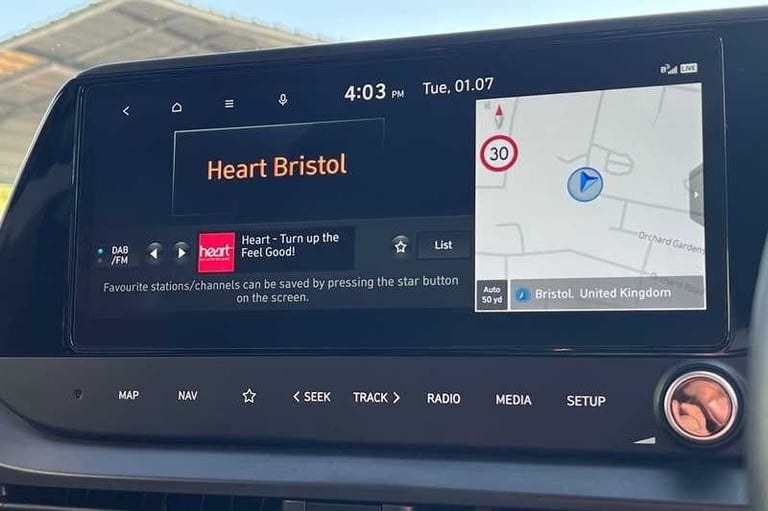 4:03 PM Tue, 01.07
LIVE
Heart Bristol
30
DAB
/FM
heart
Heart - Turn up the
Feel Good!
List
Favourite stations/channels can be saved by pressing the star button
on the screen.
Orchard Gardens
Orchard Road
Auto
50 yd
Bristol, United Kingdom
MAP
NAV
< SEEK
TRACK >
RADIO
MEDIA
SETUP